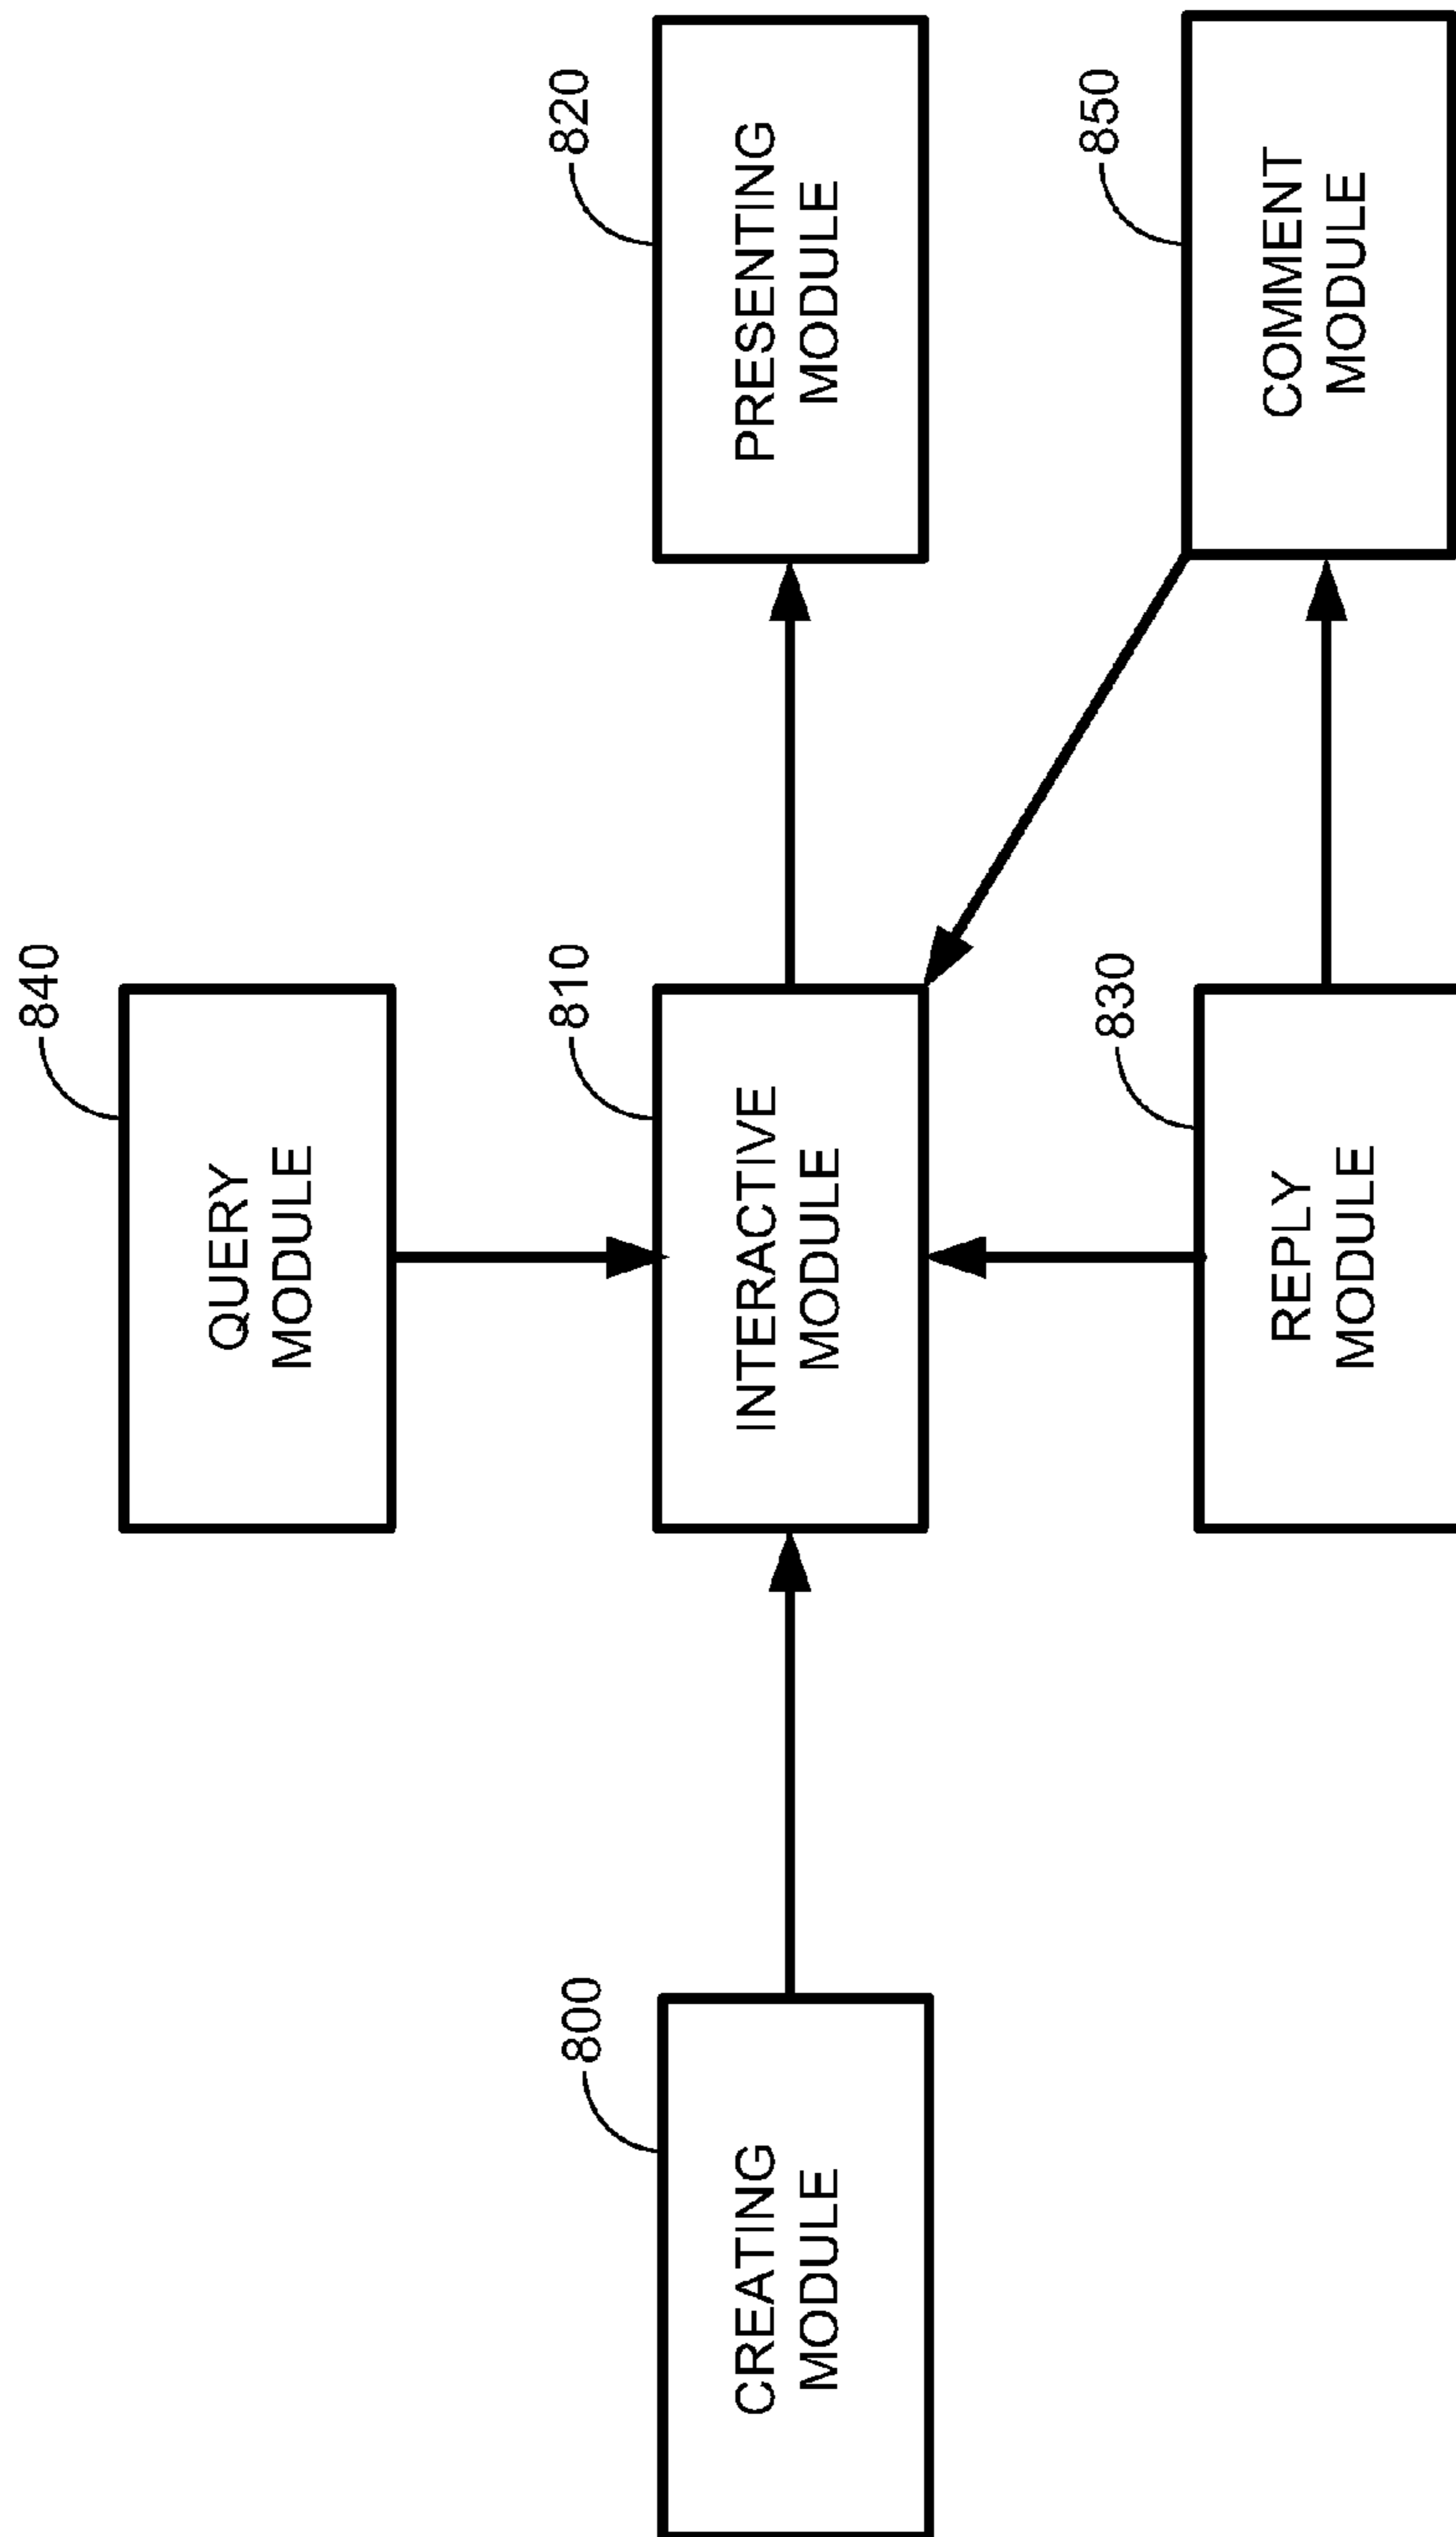 840
QUERY
MODULE
800
CREATING
MODULE
810
INTERACTIVE
MODULE
820
PRESENTING
MODULE
830
REPLY
MODULE
850
COMMENT
MODULE